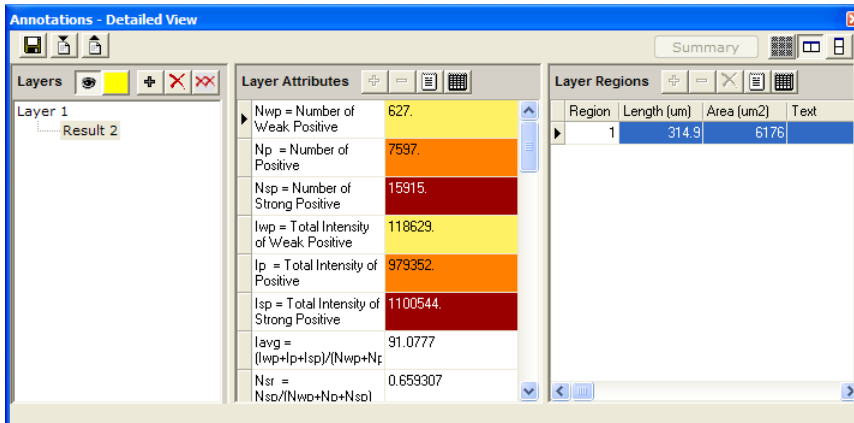 Annotations - Detailed View
Summary
Layers
Layer Attributes
Layer Regions
Layer 1
Result 2
Nwp = Number of
Weak Positive
627.
Np = Number of
Positive
7597.
Nsp = Number of
Strong Positive
15915.
Iwp = Total Intensity
of Weak Positive
118629.
Ip = Total Intensity of
Positive
979352.
Isp = Total Intensity of
Strong Positive
1100544.
Iavg =
(Iwp+Ip+Isp)/(Nwp+Np
91.0777
Nsr =
Nsp/(Nwp+Np+Nsp)
0.659307
Region Length (um) Area (um2) Text
1 314.9 6176